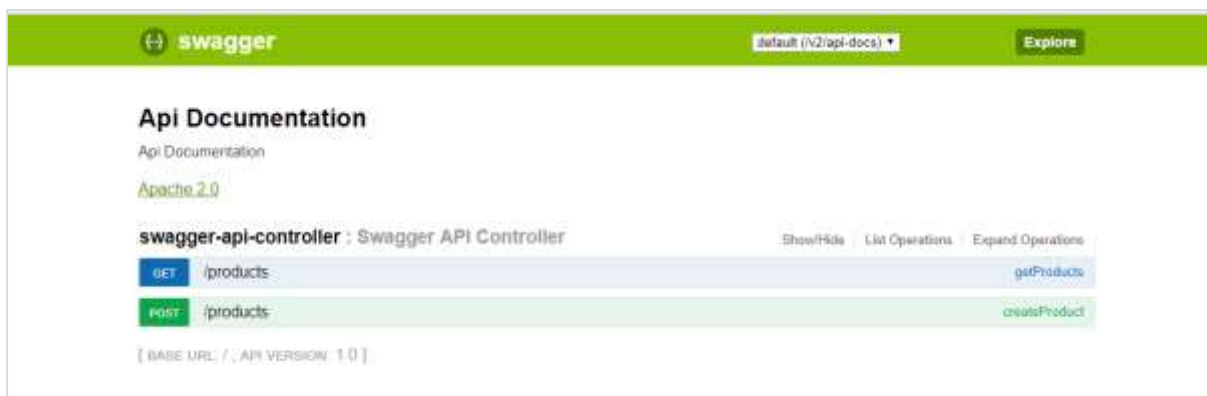 swagger default (/v2/api-docs) Explore
Api Documentation
Api Documentation
Apache 2.0
swagger-api-controller : Swagger API Controller Show/Hide List Operations Expand Operations
GET /products getProducts
POST /products createProduct
[ BASE URL: / , API VERSION: 1.0 ]